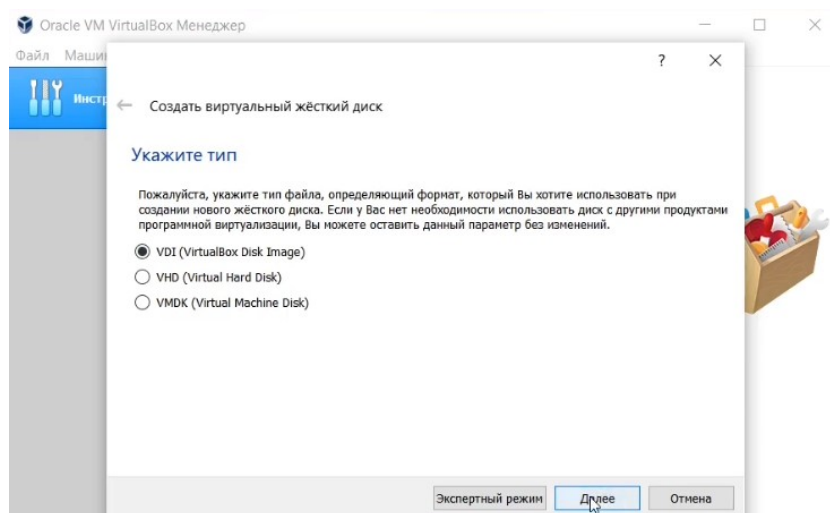 Oracle VM VirtualBox Менеджер
Файл
? ×
Создать виртуальный жёсткий диск
Укажите тип
Пожалуйста, укажите тип файла, определяющий формат, который Вы хотите использовать при
создании нового жёсткого диска. Если у Вас нет необходимости использовать диск с другими продуктами
программной виртуализации, Вы можете оставить данный параметр без изменений.
VDI (VirtualBox Disk Image)
VHD (Virtual Hard Disk)
VMDK (Virtual Machine Disk)
Экспертный режим Далее Отмена